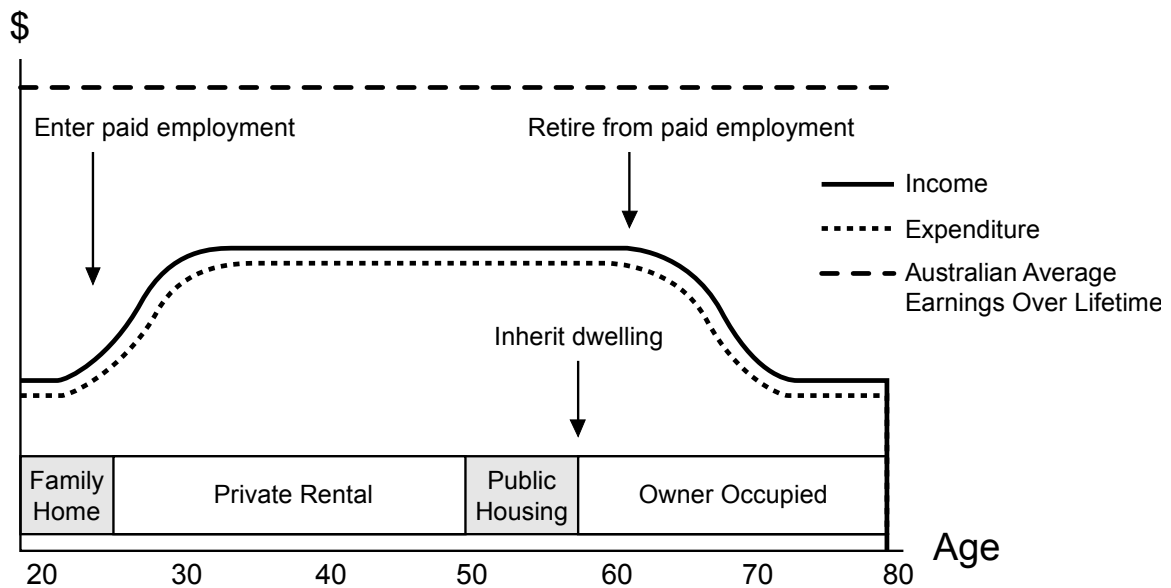 $
Enter paid employment
Retire from paid employment
Income
Expenditure
Australian Average
Earnings Over Lifetime
Inherit dwelling
Family
Home
Private Rental
Public
Housing
Owner Occupied
Age
20 30 40 50 60 70 80